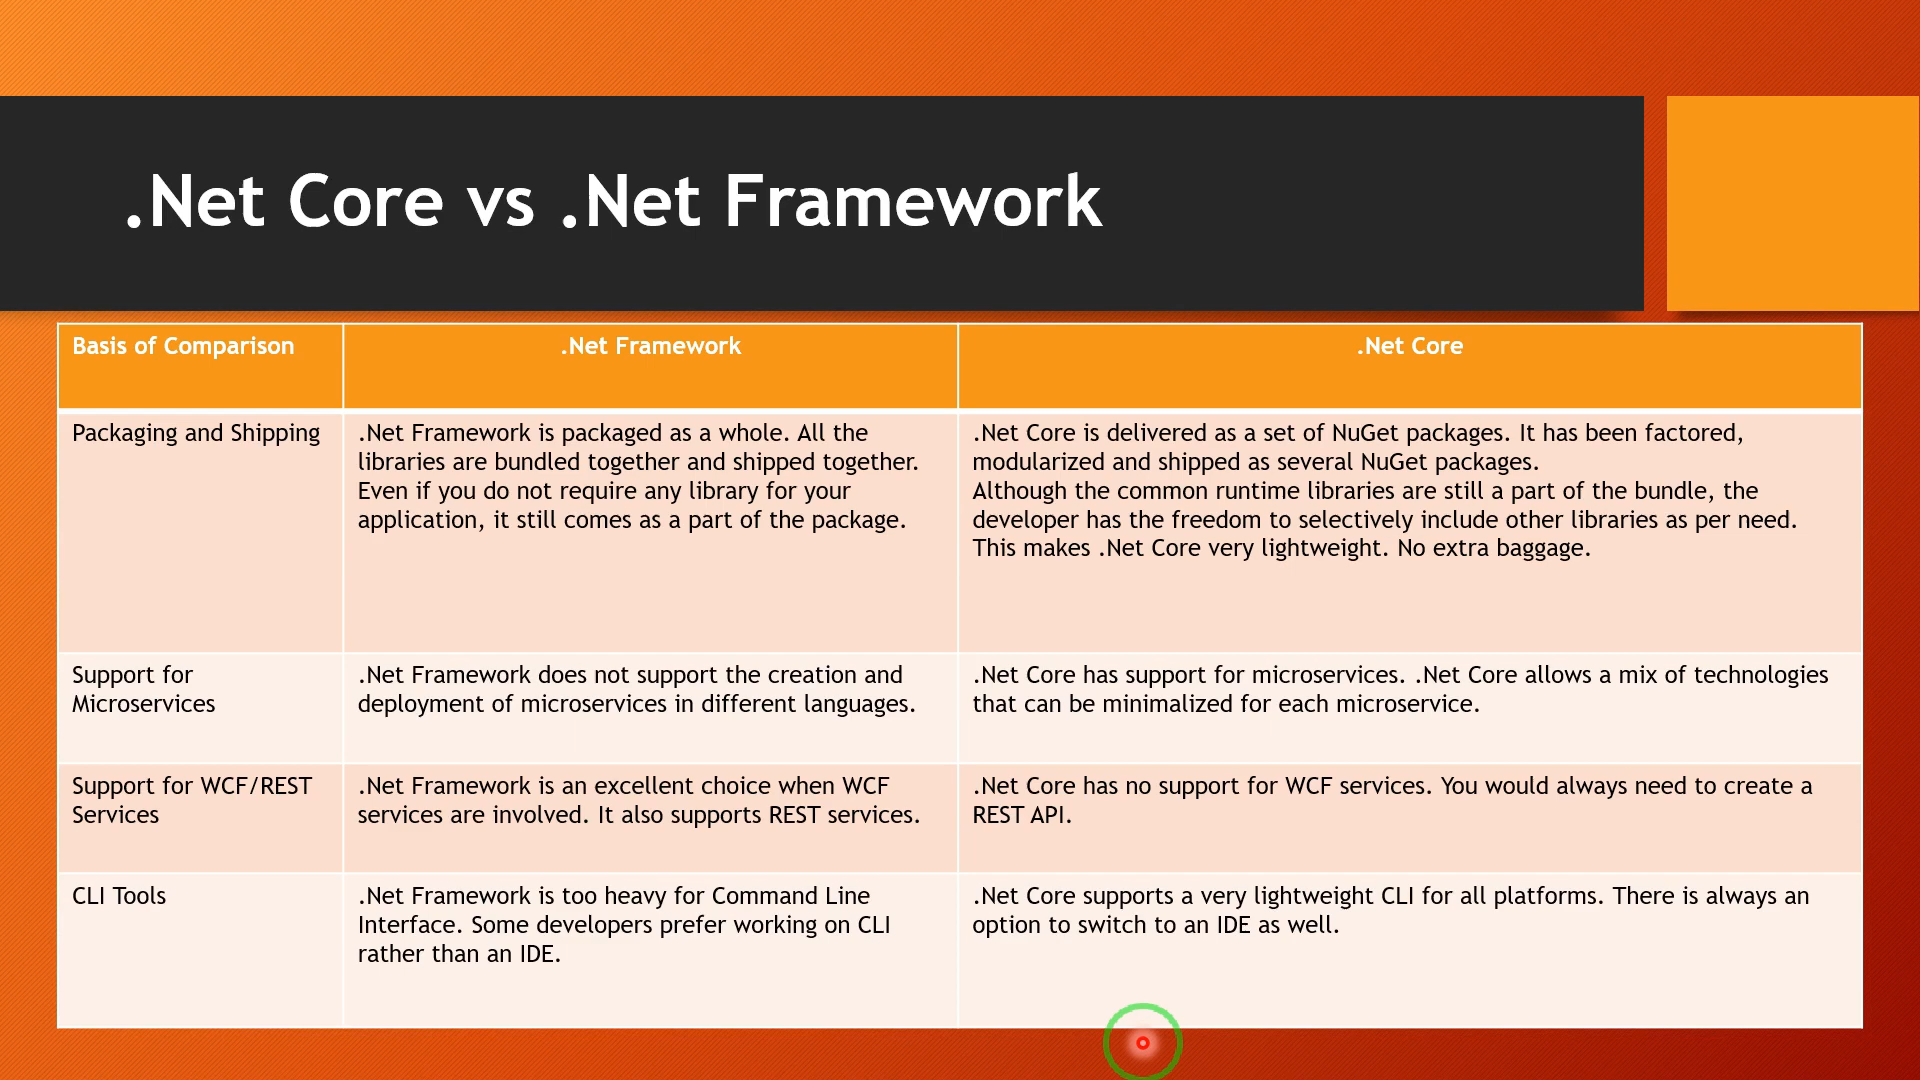 .Net Core vs .Net Framework
Basis of Comparison
.Net Framework
.Net Core
Packaging and Shipping
.Net Framework is packaged as a whole. All the
libraries are bundled together and shipped together.
Even if you do not require any library for your
application, it still comes as a part of the package.
.Net Core is delivered as a set of NuGet packages. It has been factored,
modularized and shipped as several NuGet packages.
Although the common runtime libraries are still a part of the bundle, the
developer has the freedom to selectively include other libraries as per need.
This makes .Net Core very lightweight. No extra baggage.
Support for
Microservices
.Net Framework does not support the creation and
deployment of microservices in different languages.
.Net Core has support for microservices. .Net Core allows a mix of technologies
that can be minimalized for each microservice.
Support for WCF/REST
Services
.Net Framework is an excellent choice when WCF
services are involved. It also supports REST services.
.Net Core has no support for WCF services. You would always need to create a
REST API.
CLI Tools
.Net Framework is too heavy for Command Line
Interface. Some developers prefer working on CLI
rather than an IDE.
.Net Core supports a very lightweight CLI for all platforms. There is always an
option to switch to an IDE as well.